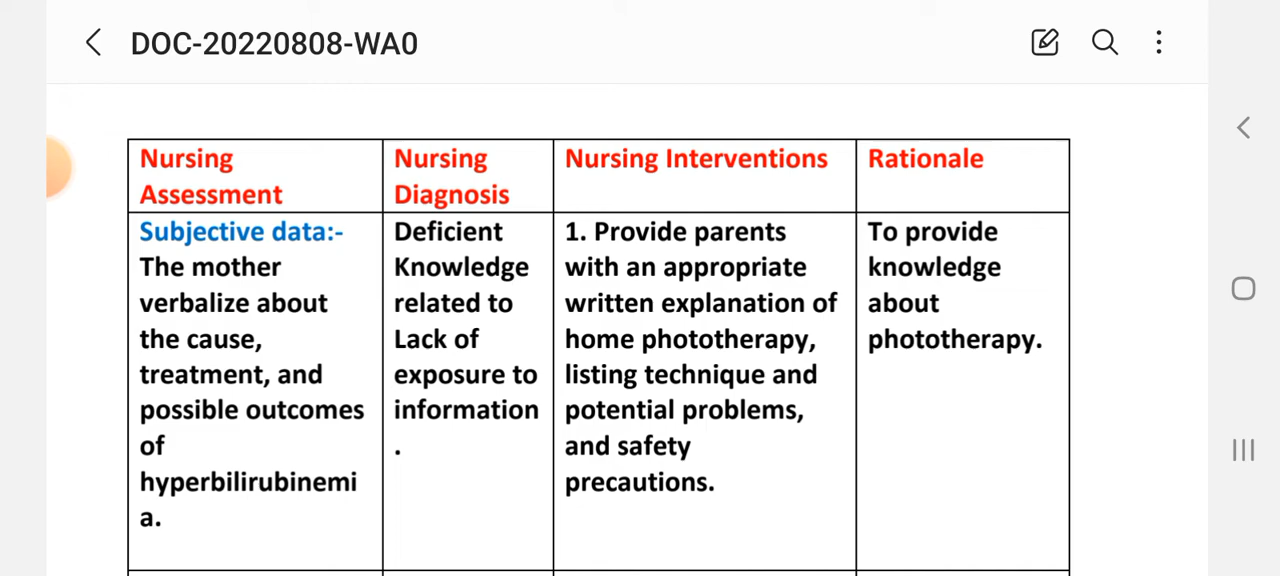 DOC-20220808-WA0
Nursing
Assessment
Nursing
Diagnosis
Nursing Interventions
Rationale
Subjective data:-
The mother
verbalize about
the cause,
treatment, and
possible outcomes
of
hyperbilirubinemi
a.
Deficient
Knowledge
related to
Lack of
exposure to
information
.
1. Provide parents
with an appropriate
written explanation of
home phototherapy,
listing technique and
potential problems,
and safety
precautions.
To provide
knowledge
about
phototherapy.